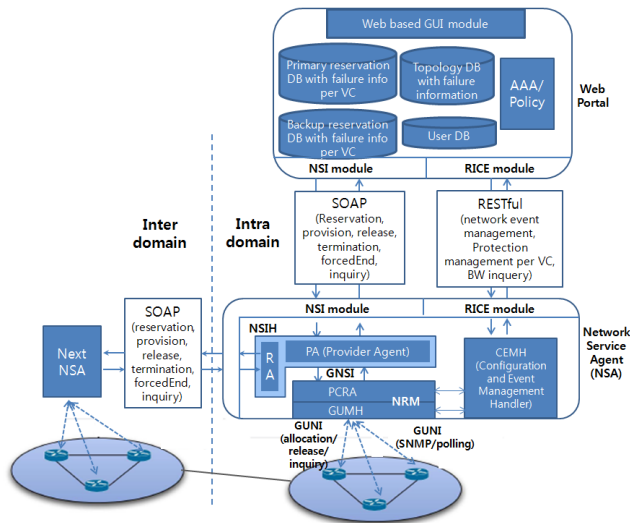 Web based GUI module
Primary reservation
DB with failure info
per VC
Topology DB
with failure
information
AAA/
Policy
Web
Portal
Backup reservation
DB with failure info
per VC
User DB
NSI module
RICE module
Inter
domain
Intra
domain
SOAP
(Reservation,
provision, release,
termination,
forcedEnd,
inquiry)
RESTful
(network event
management,
Protection
management per VC,
BW inquery)
SOAP
(reservation,
provision,
release,
termination,
forcedEnd,
inquiry)
Next
NSA
NSI module
RICE module
NSIH
R
A
PA (Provider Agent)
GNSI
PCRA
NRM
GUMH
CEMH
(Configuration
and Event
Management
Handler)
Network
Service
Agent
(NSA)
GUNI
(allocation/
release/
inquiry)
GUNI
(SNMP/polling)